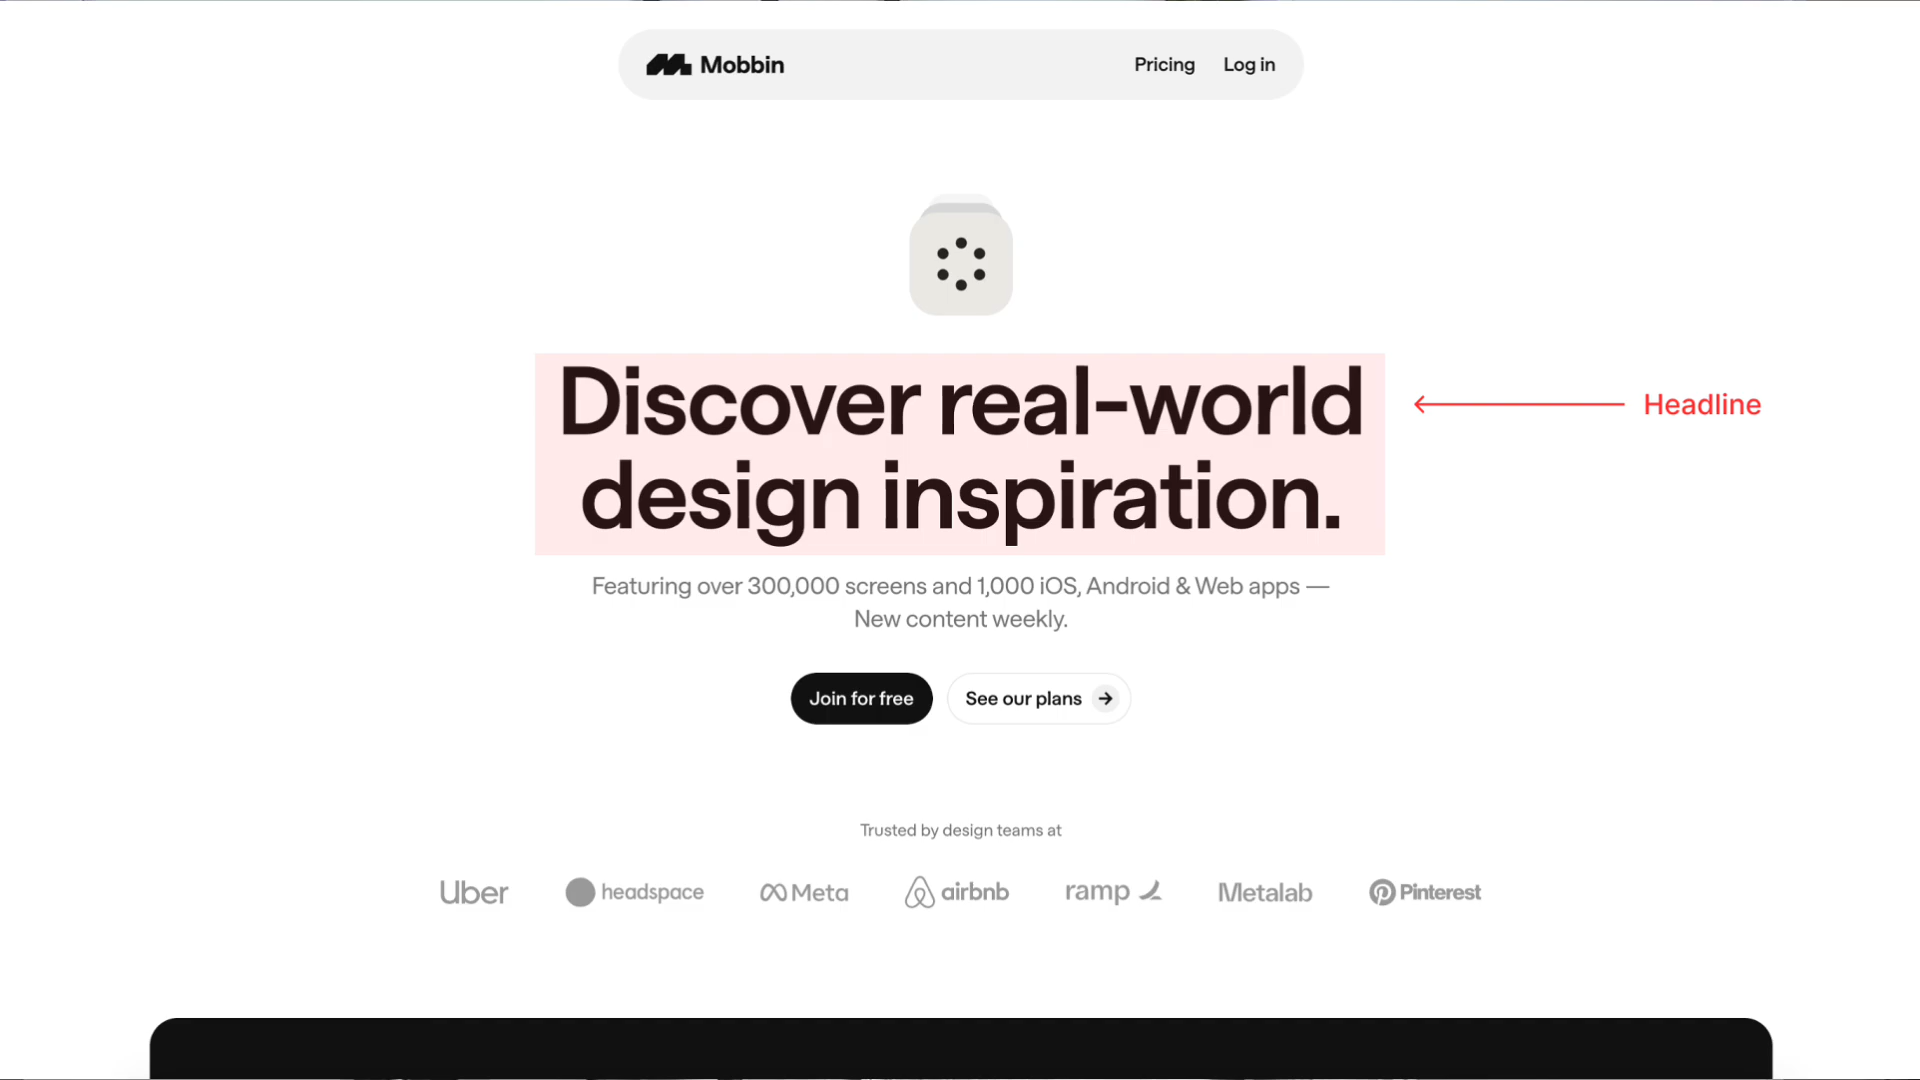 Mobbin
Pricing
Log in
Discover real-world
design inspiration.
Headline
Featuring over 300,000 screens and 1,000 iOS, Android & Web apps —
New content weekly.
Join for free
See our plans
Trusted by design teams at
Uber
headspace
Meta
airbnb
ramp
Metalab
Pinterest